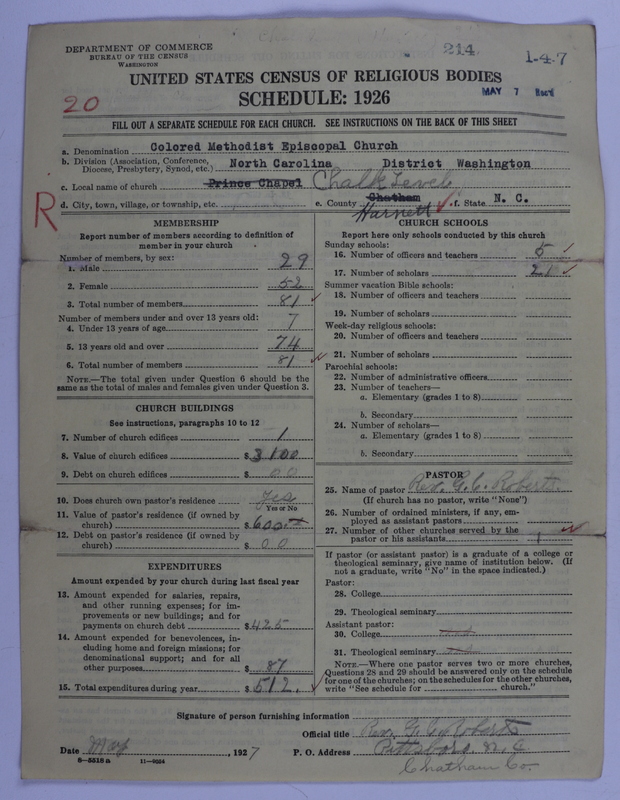 DEPARTMENT OF COMMERCE
BUREAU OF THE CENSUS
WASHINGTON
214
1-4-7
UNITED STATES CENSUS OF RELIGIOUS BODIES
SCHEDULE: 1926
MAY 7 Rec'd
20
FILL OUT A SEPARATE SCHEDULE FOR EACH CHURCH. SEE INSTRUCTIONS ON THE BACK OF THIS SHEET
a. Denomination Colored Methodist Episcopal Church
b. Division (Association, Conference, Diocese, Presbytery, Synod, etc.) North Carolina District Washington
c. Local name of church Prince Chapel Chalk Level
d. City, town, village, or township, etc. e. County Chatham Harnett f. State N. C.
R
MEMBERSHIP
Report number of members according to definition of
member in your church
Number of members, by sex:
1. Male 29
2. Female 52
3. Total number of members 81
Number of members under and over 13 years old:
4. Under 13 years of age 7
5. 13 years old and over 74
6. Total number of members 81
NOTE.—The total given under Question 6 should be
same as the total of males and females given under Question 3.
CHURCH BUILDINGS
See instructions, paragraphs 10 to 12
7. Number of church edifices 1
8. Value of church edifices $3100
9. Debt on church edifices $00
10. Does church own pastor's residence Yes
Yes or No
11. Value of pastor's residence (if owned by
church) $600
12. Debt on pastor's residence (if owned by
church) $00
EXPENDITURES
Amount expended by your church during last fiscal year
13. Amount expended for salaries, repairs,
and other running expenses; for im-
provements or new buildings; and for
payments on church debt $425
14. Amount expended for benevolences, in-
cluding home and foreign missions; for
denominational support; and for all
other purposes $87
15. Total expenditures during year $512.
CHURCH SCHOOLS
Report here only schools conducted by this church
Sunday schools:
16. Number of officers and teachers 5
17. Number of scholars 21
Summer vacation Bible schools:
18. Number of officers and teachers
19. Number of scholars
Week-day religious schools:
20. Number of officers and teachers
21. Number of scholars
Parochial schools:
22. Number of administrative officers
23. Number of teachers—
a. Elementary (grades 1 to 8)
b. Secondary
24. Number of scholars—
a. Elementary (grades 1 to 8)
b. Secondary
PASTOR
25. Name of pastor Rev. G. C. Roberts
(If church has no pastor, write "None")
26. Number of ordained ministers, if any, em-
ployed as assistant pastors
27. Number of other churches served by the
pastor or his assistants 1
If pastor (or assistant pastor) is a graduate of a college or
theological seminary, give name of institution below. (If
not a graduate, write "No" in the space indicated.)
Pastor:
28. College
29. Theological seminary
Assistant pastor:
30. College
31. Theological seminary
NOTE.—Where one pastor serves two or more churches,
Questions 28 and 29 should be answered only on the schedule
for one of the churches; on the schedules for the other churches,
write "See schedule for church."
Signature of person furnishing information
Official title Rev. G. C. Roberts
Date May, 1927 P. O. Address Pittsboro N. C
Chatham Co.
8-5518 a 11-9024